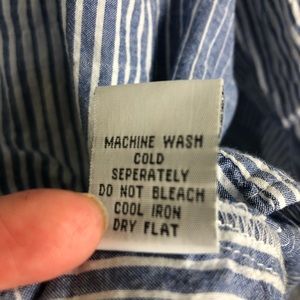 MACHINE WASH
COLD
SEPERATELY
DO NOT BLEACH
COOL IRON
DRY FLAT